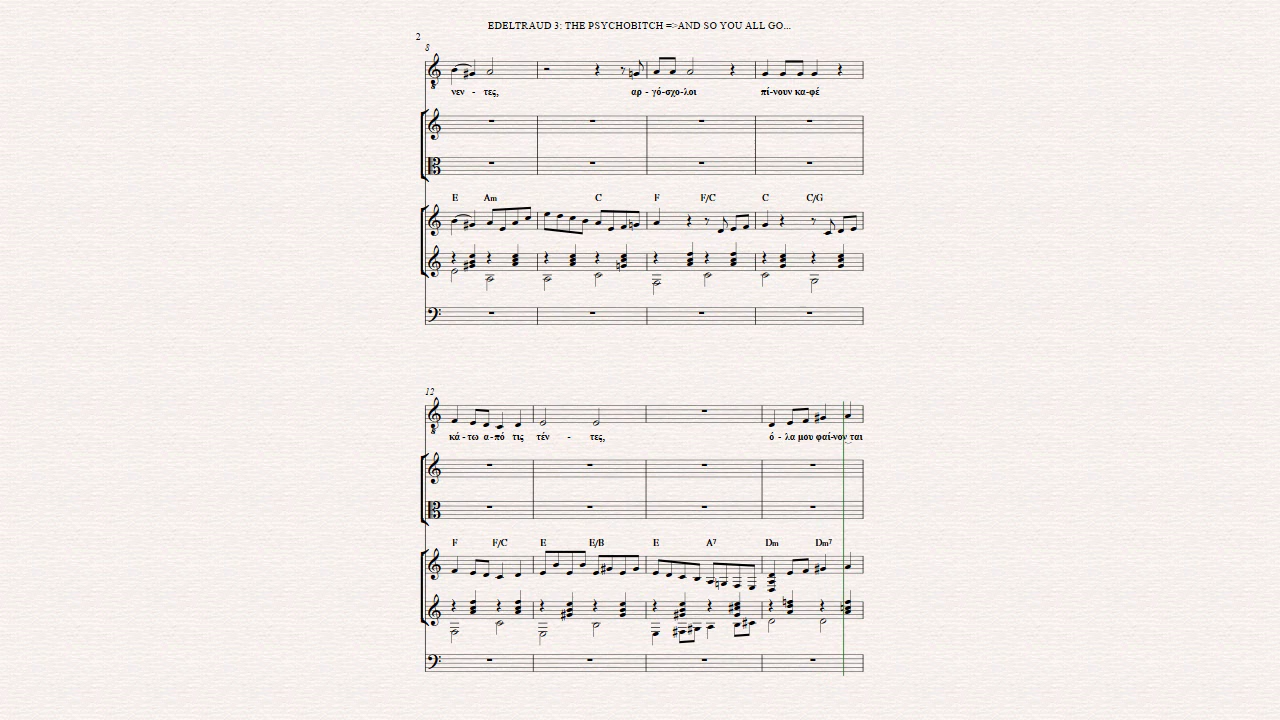 EDELTRAUD 3: THE PSYCHOBITCH =>AND SO YOU ALL GO...
2
8
νεν - τες, αρ - γό-σχο-λοι πί-νουν κα-φέ
E Am C F F/C C C/G
12
κά-τω α-πό τις τέν - τες, ό - λα μου φαί-νον ται
F F/C E E/B E A7 Dm Dm7